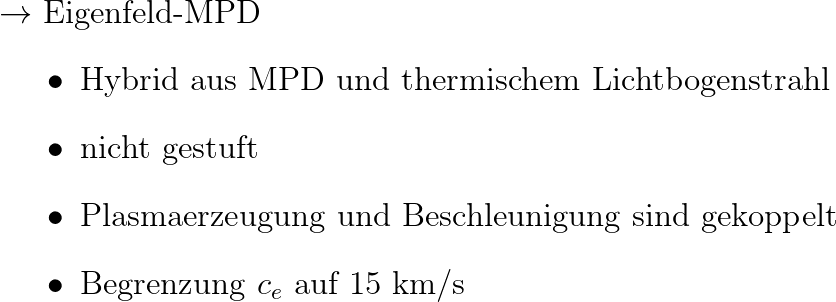 → Eigenfeld-MPD
• Hybrid aus MPD und thermischem Lichtbogenstrahl
• nicht gestuft
• Plasmaerzeugung und Beschleunigung sind gekoppelt
• Begrenzung cₑ auf 15 km/s